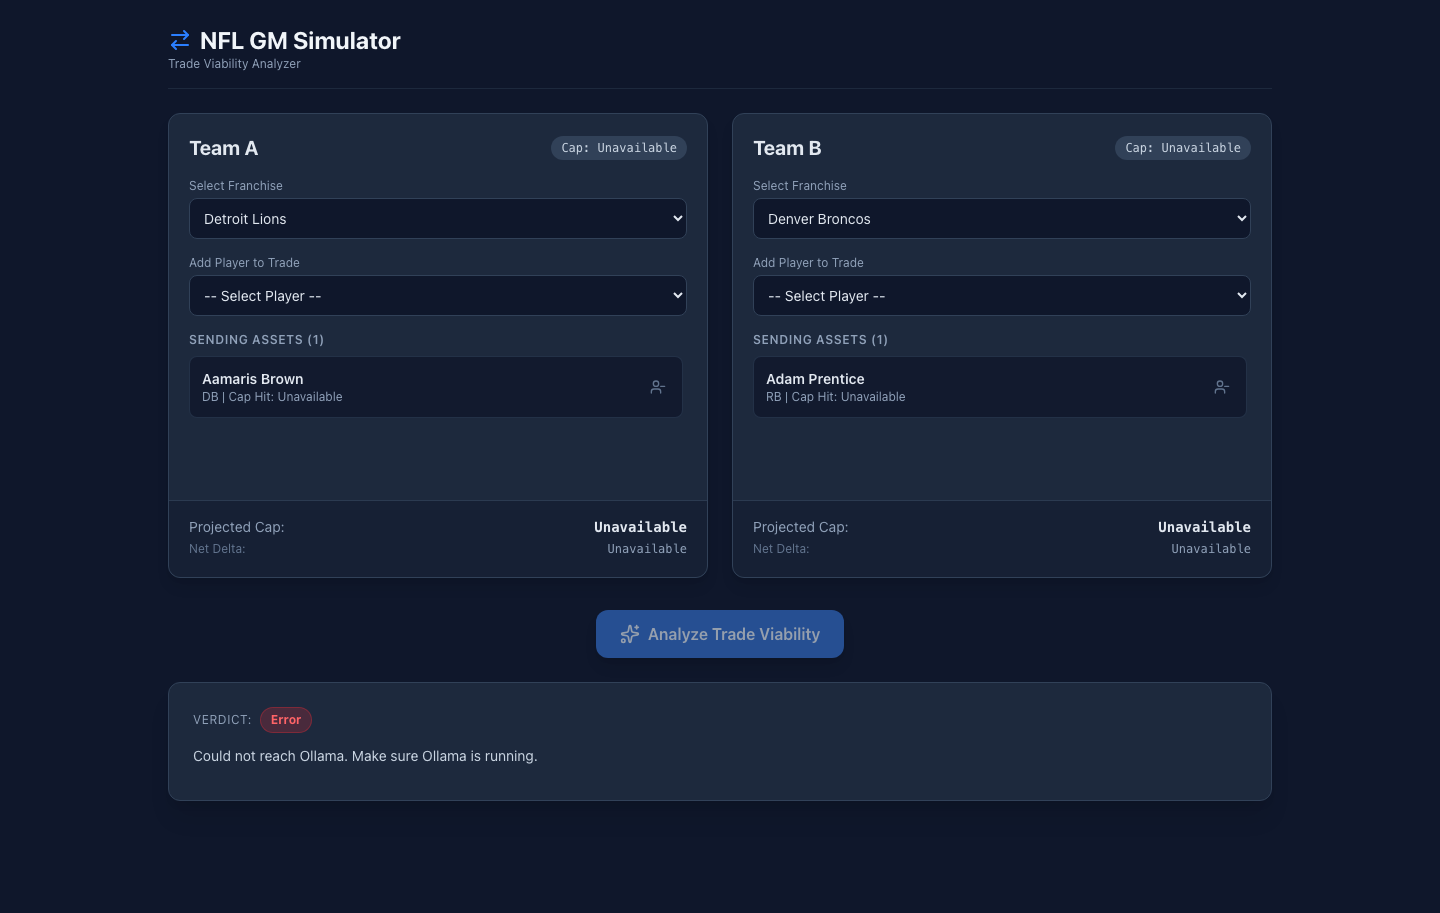 NFL GM Simulator
Trade Viability Analyzer
Team A
Cap: Unavailable
Select Franchise
Detroit Lions
Add Player to Trade
-- Select Player --
SENDING ASSETS (1)
Aamaris Brown
DB | Cap Hit: Unavailable
Projected Cap: Unavailable
Net Delta: Unavailable
Team B
Cap: Unavailable
Select Franchise
Denver Broncos
Add Player to Trade
-- Select Player --
SENDING ASSETS (1)
Adam Prentice
RB | Cap Hit: Unavailable
Projected Cap: Unavailable
Net Delta: Unavailable
Analyze Trade Viability
VERDICT: Error
Could not reach Ollama. Make sure Ollama is running.